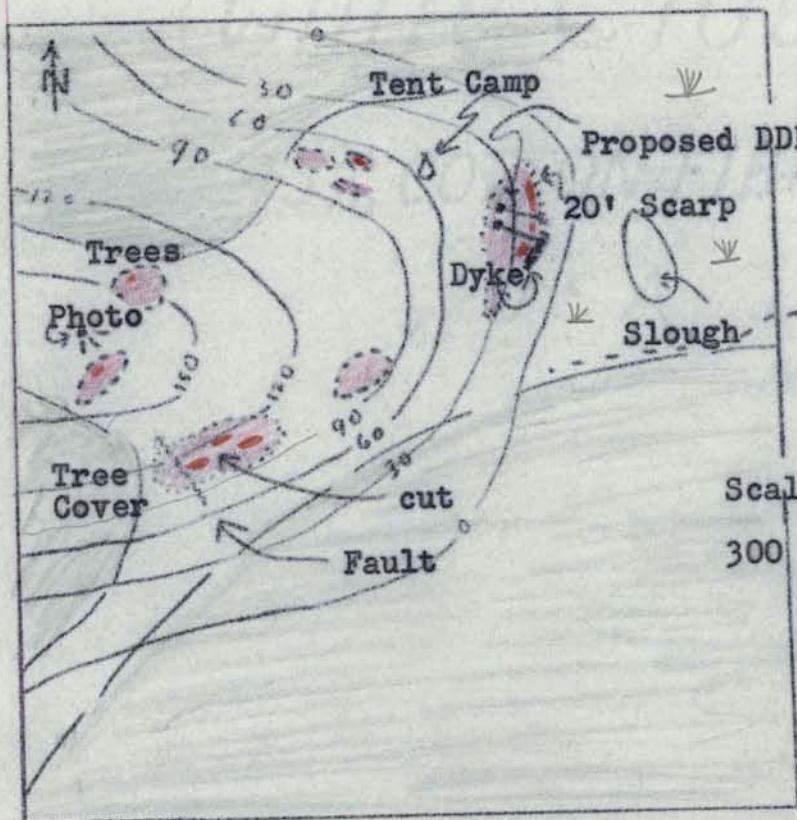 N
0
30
60
90
120
Tent Camp
Proposed DDH
20' Scarp
Trees
Dyke
Photo
Slough
150
120
90
60
30
0
Tree
Cover
cut
Fault
Scal
300